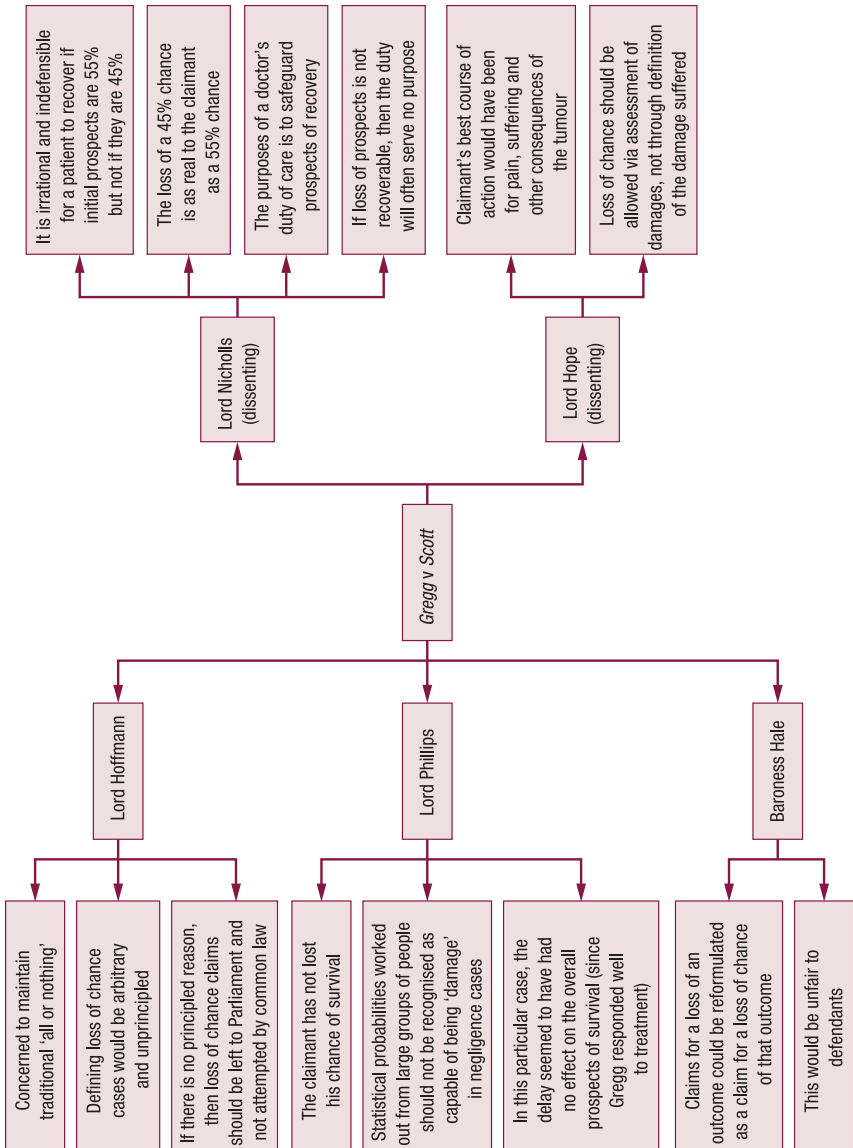 Gregg v Scott
Lord Hoffmann
Concerned to maintain
traditional ‘all or nothing’
Defining loss of chance
cases would be arbitrary
and unprincipled
If there is no principled reason,
then loss of chance claims
should be left to Parliament and
not attempted by common law
Lord Phillips
The claimant has not lost
his chance of survival
Statistical probabilities worked
out from large groups of people
should not be recognised as
capable of being ‘damage’
in negligence cases
In this particular case, the
delay seemed to have had
no effect on the overall
prospects of survival (since
Gregg responded well
to treatment)
Baroness Hale
Claims for a loss of an
outcome could be reformulated
as a claim for a loss of chance
of that outcome
This would be unfair to
defendants
Lord Nicholls
(dissenting)
It is irrational and indefensible
for a patient to recover if
initial prospects are 55%
but not if they are 45%
The loss of a 45% chance
is as real to the claimant
as a 55% chance
The purposes of a doctor’s
duty of care is to safeguard
prospects of recovery
If loss of prospects is not
recoverable, then the duty
will often serve no purpose
Lord Hope
(dissenting)
Claimant’s best course of
action would have been
for pain, suffering and
other consequences of
the tumour
Loss of chance should be
allowed via assessment of
damages, not through definition
of the damage suffered